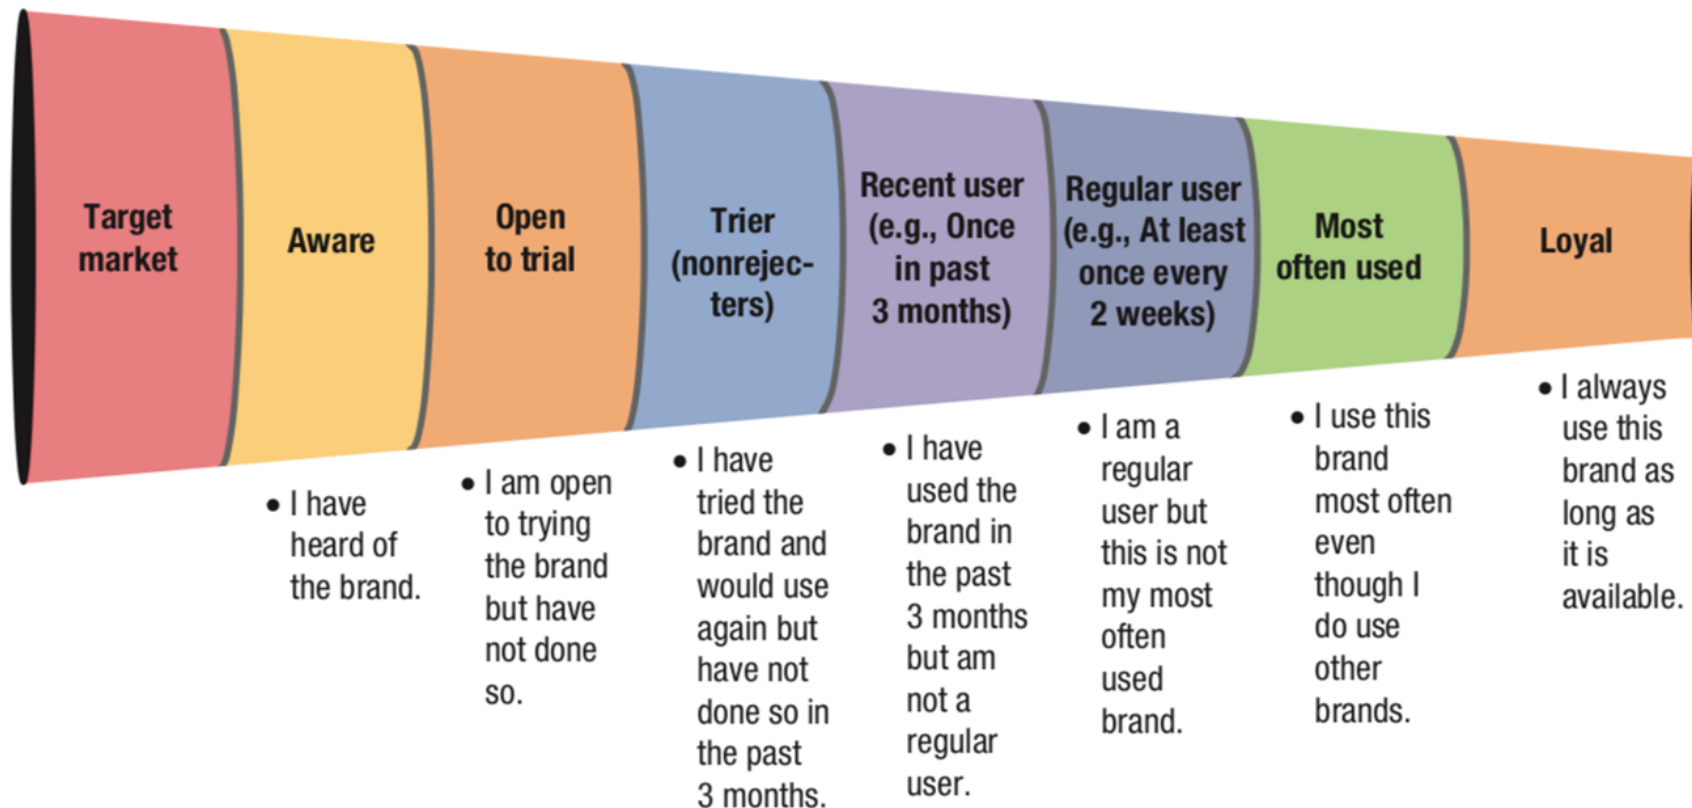 Target
market
Aware
Open
to trial
Trier
(nonrejec-
ters)
Recent user
(e.g., Once
in past
3 months)
Regular user
(e.g., At least
once every
2 weeks)
Most
often used
Loyal
• I have
heard of
the brand.
• I am open
to trying
the brand
but have
not done
so.
• I have
tried the
brand and
would use
again but
have not
done so in
the past
3 months.
• I have
used the
brand in
the past
3 months
but am
not a
regular
user.
• I am a
regular
user but
this is not
my most
often
used
brand.
• I use this
brand
most often
even
though I
do use
other
brands.
• I always
use this
brand as
long as
it is
available.